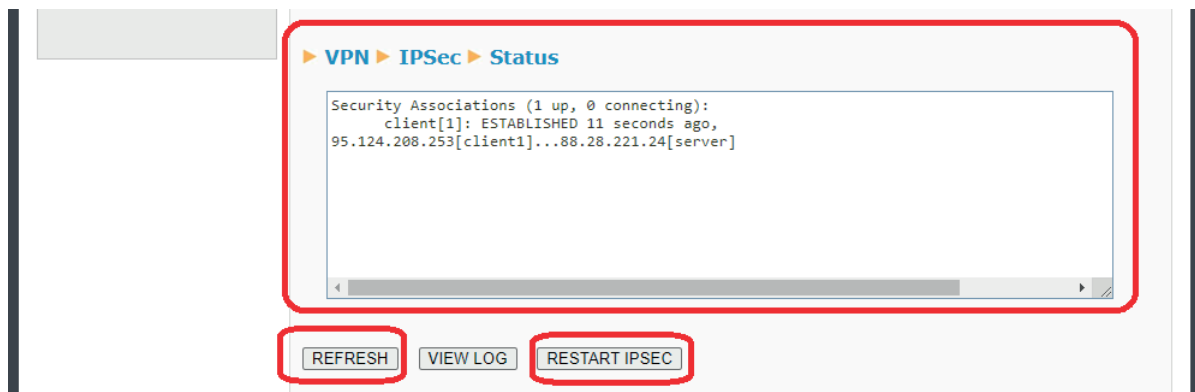 VPN IPSec Status
Security Associations (1 up, 0 connecting):
client[1]: ESTABLISHED 11 seconds ago,
95.124.208.253[client1]...88.28.221.24[server]
REFRESH VIEW LOG RESTART IPSEC